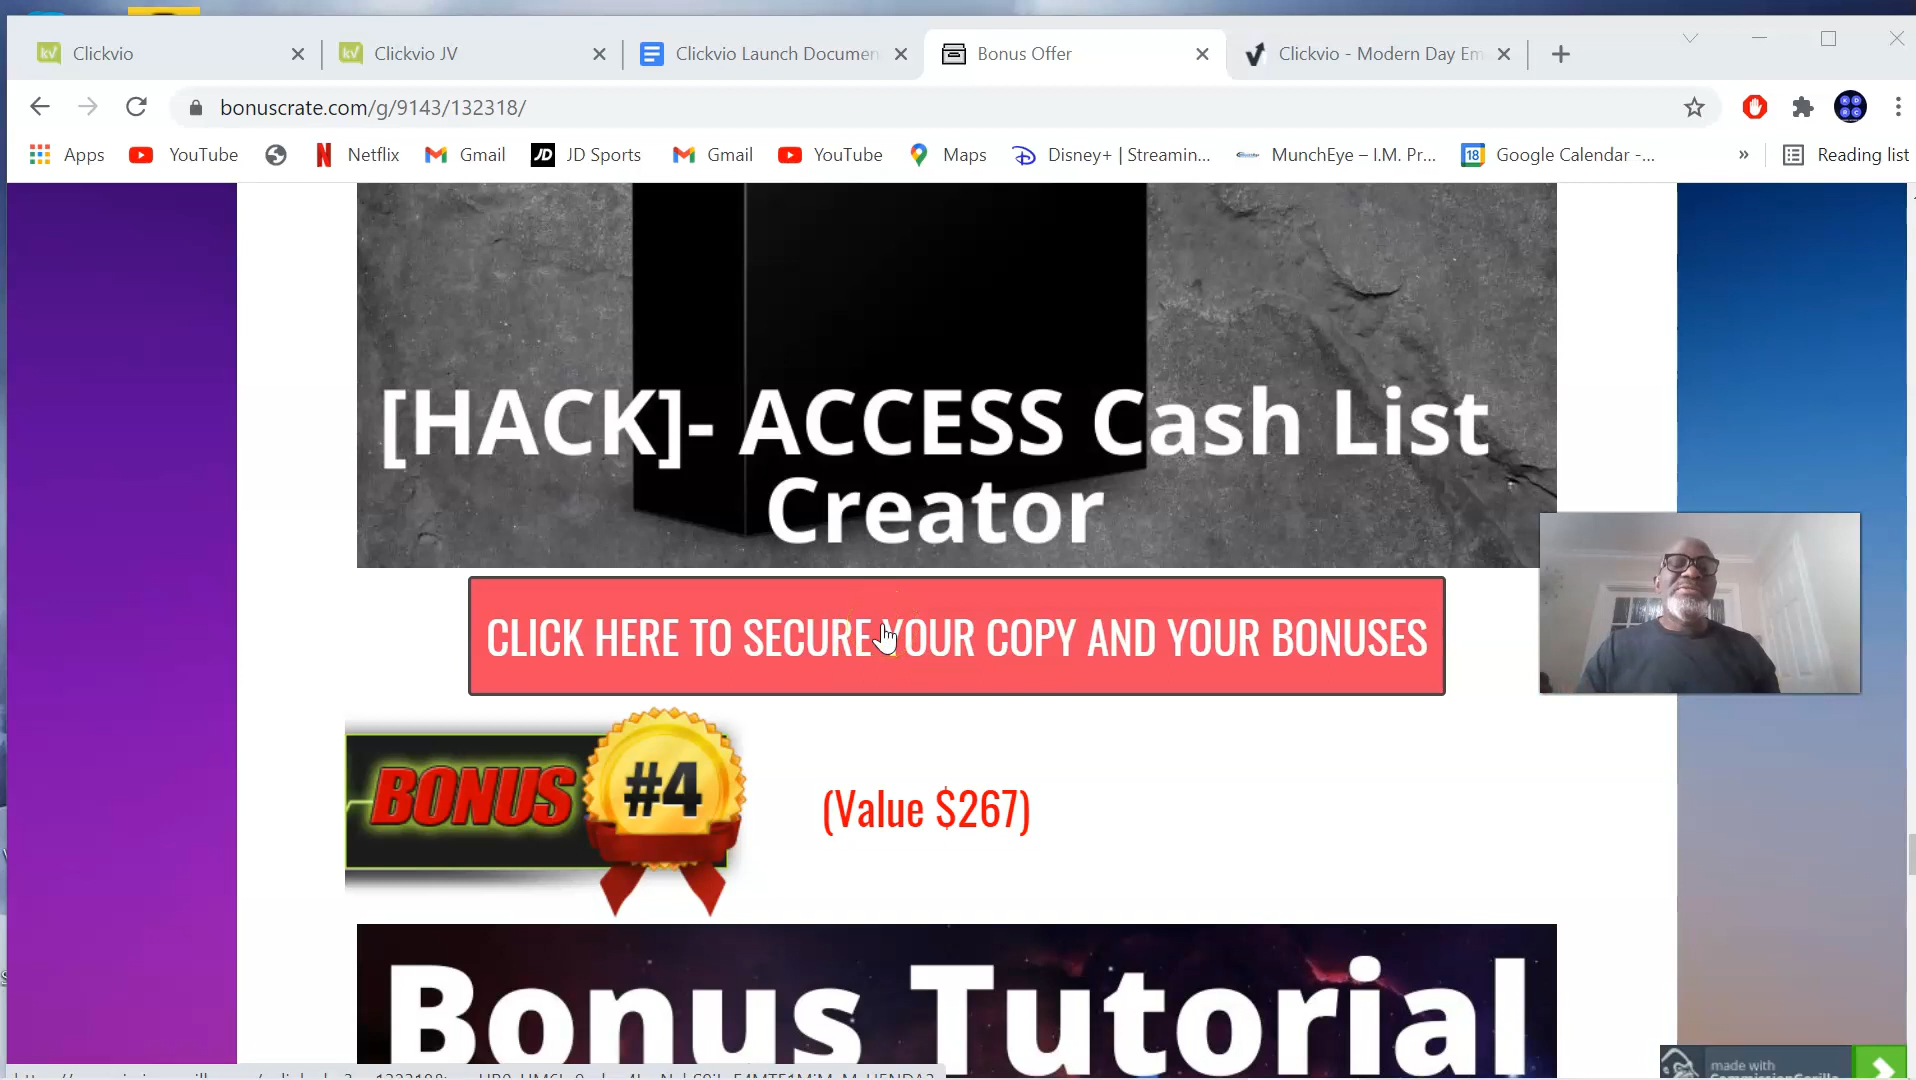 Clickvio
Clickvio JV
Clickvio Launch Documen
Bonus Offer
Clickvio - Modern Day Em
bonuscrate.com/g/9143/132318/
Apps
YouTube
Netflix
Gmail
JD Sports
Gmail
YouTube
Maps
Disney+ | Streamin...
MunchEye – I.M. Pr...
18
Google Calendar -...
»
Reading list
[HACK]- ACCESS Cash List
Creator
CLICK HERE TO SECURE YOUR COPY AND YOUR BONUSES
BONUS
#4
(Value $267)
Bonus Tutorial
made with